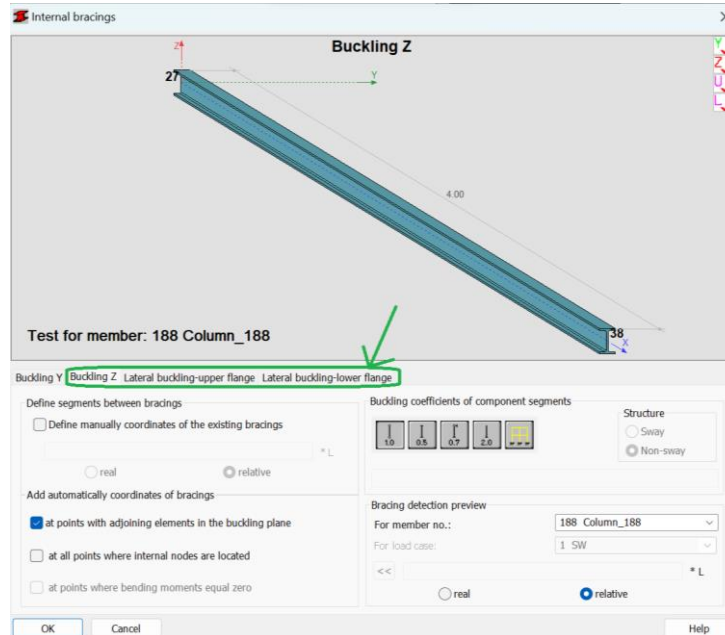 Internal bracings
Buckling Z
Z
Y
27
4.00
38
X
Test for member: 188 Column_188
Y
Z
U
L
Buckling Y Buckling Z Lateral buckling-upper flange Lateral buckling-lower flange
Define segments between bracings
Define manually coordinates of the existing bracings
* L
real relative
Add automatically coordinates of bracings
at points with adjoining elements in the buckling plane
at all points where internal nodes are located
at points where bending moments equal zero
Buckling coefficients of component segments
1.0 0.5 0.7 2.0
Structure
Sway
Non-sway
Bracing detection preview
For member no.: 188 Column_188
For load case: 1 SW
<< * L
real relative
OK Cancel Help